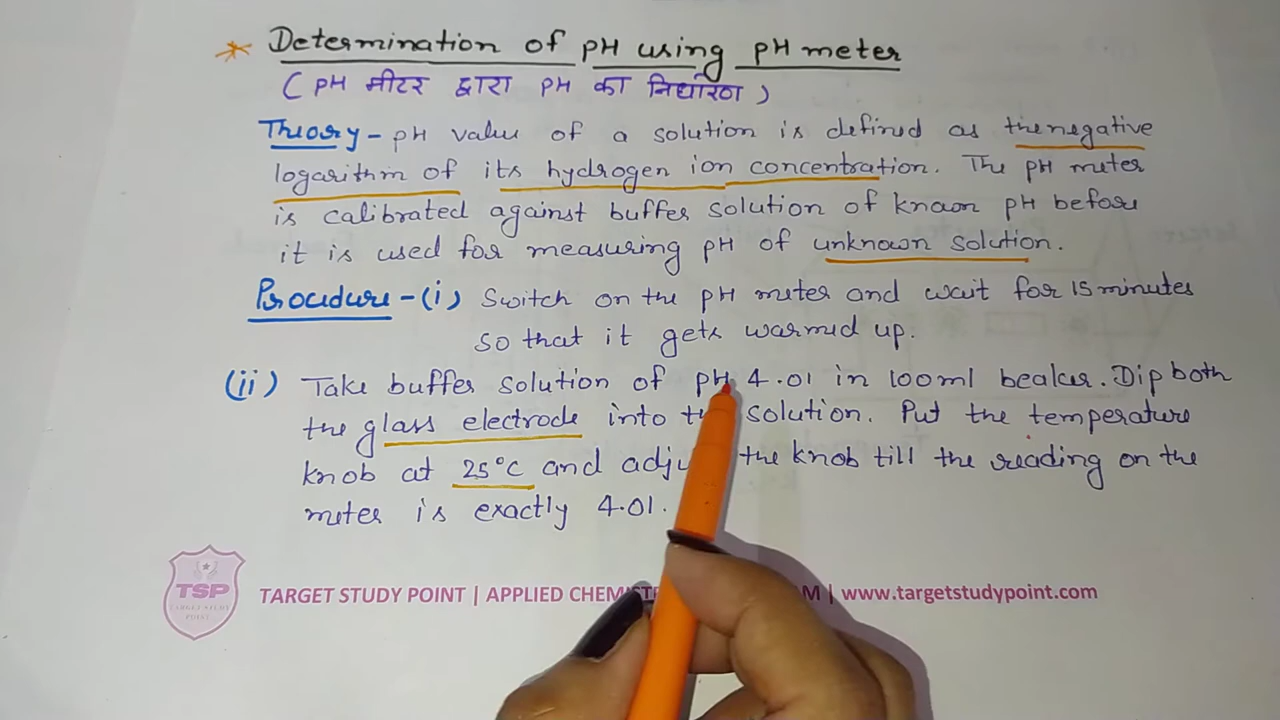 Determination of pH using pH meter
(PH मीटर द्वारा PH का निर्धारण)
Theory - pH value of a solution is defined as the negative
logarithm of its hydrogen ion concentration. The pH meter
is calibrated against buffer solution of known pH before
it is used for measuring pH of unknown solution.
Procedure - (i) Switch on the pH meter and wait for 15 minutes
so that it gets warmed up.
(ii) Take buffer solution of pH 4.01 in 100ml beaker. Dip both
the glass electrode into solution. Put the temperature
knob at 25°C and the knob till the reading on the
meter is exactly 4.01.
TSP
TARGET STUDY
POINT
TARGET STUDY POINT | APPLIED CHEMIST | www.targetstudypoint.com